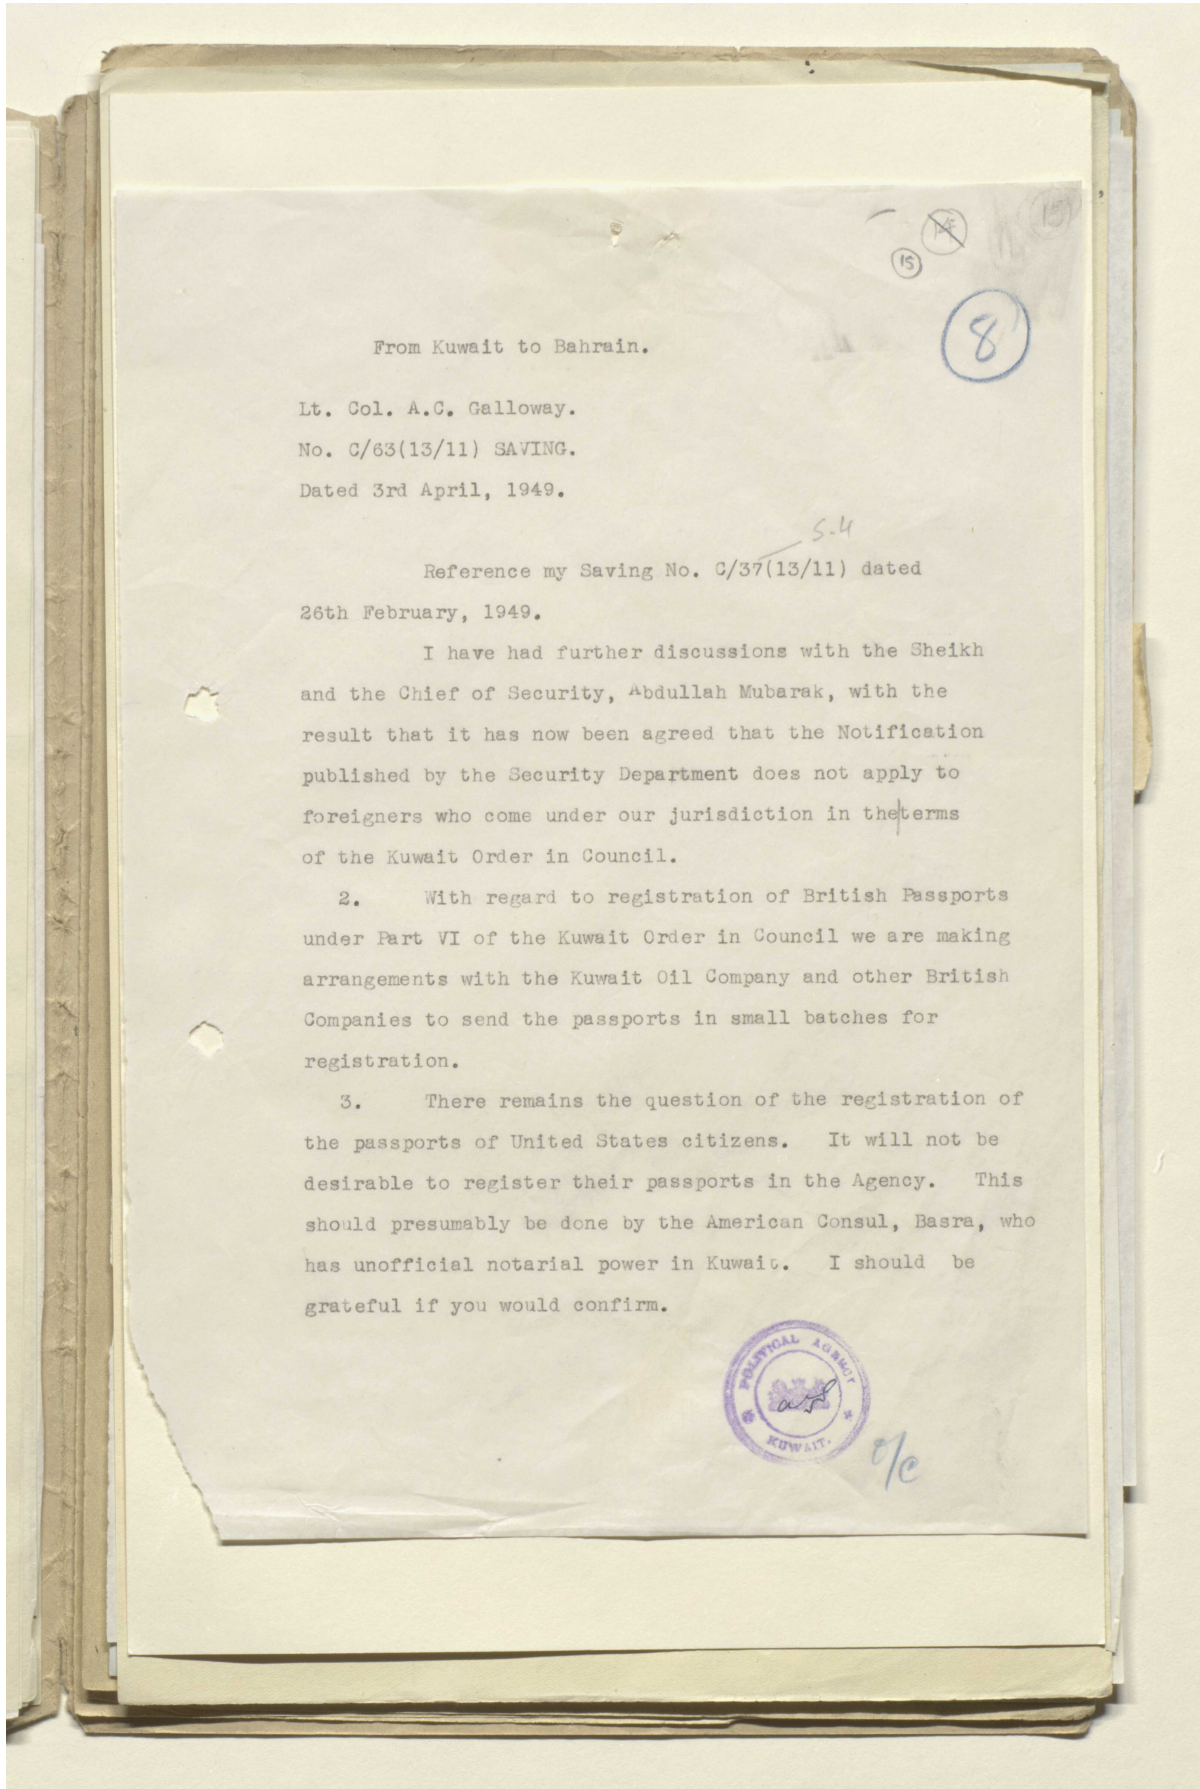 15
14
15
8
From Kuwait to Bahrain.
Lt. Col. A.C. Galloway.
No. C/63(13/11) SAVING.
Dated 3rd April, 1949.
S.4
Reference my Saving No. C/37(13/11) dated
26th February, 1949.
I have had further discussions with the Sheikh
and the Chief of Security, Abdullah Mubarak, with the
result that it has now been agreed that the Notification
published by the Security Department does not apply to
foreigners who come under our jurisdiction in the|terms
of the Kuwait Order in Council.
2. With regard to registration of British Passports
under Part VI of the Kuwait Order in Council we are making
arrangements with the Kuwait Oil Company and other British
Companies to send the passports in small batches for
registration.
3. There remains the question of the registration of
the passports of United States citizens. It will not be
desirable to register their passports in the Agency. This
should presumably be done by the American Consul, Basra, who
has unofficial notarial power in Kuwait. I should be
grateful if you would confirm.
POLITICAL AGENCY
KUWAIT.